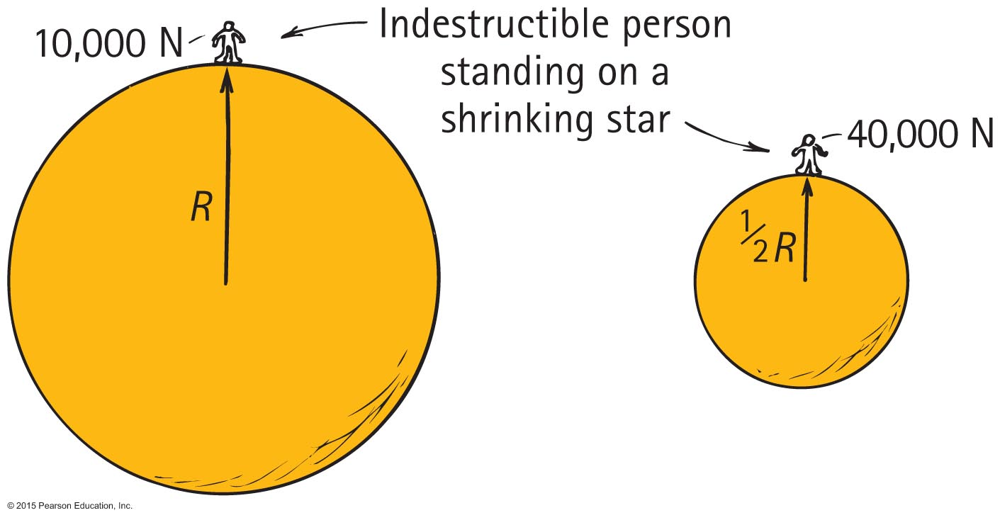 10,000 N
Indestructible person
standing on a
shrinking star
40,000 N
R
1/2 R
© 2015 Pearson Education, Inc.